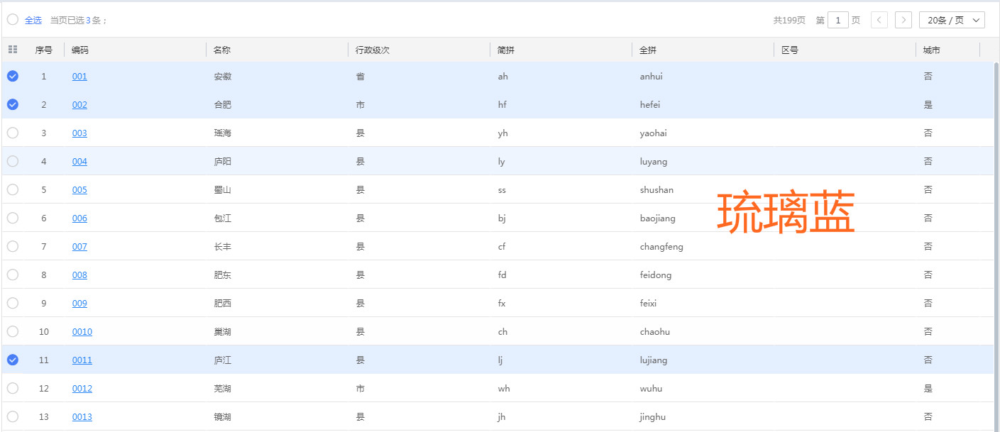 全选 当页已选3条； 共199页 第 1 页 20条 / 页
序号 编码 名称 行政级次 简拼 全拼 区号 城市
1 001 安徽 省 ah anhui 否
2 002 合肥 市 hf hefei 是
3 003 瑶海 县 yh yaohai 否
4 004 庐阳 县 ly luyang 否
5 005 蜀山 县 ss shushan 否
琉璃蓝
6 006 包江 县 bj baojiang 否
7 007 长丰 县 cf changfeng 否
8 008 肥东 县 fd feidong 否
9 009 肥西 县 fx feixi 否
10 0010 巢湖 县 ch chaohu 否
11 0011 庐江 县 lj lujiang 否
12 0012 芜湖 市 wh wuhu 是
13 0013 镜湖 县 jh jinghu 否